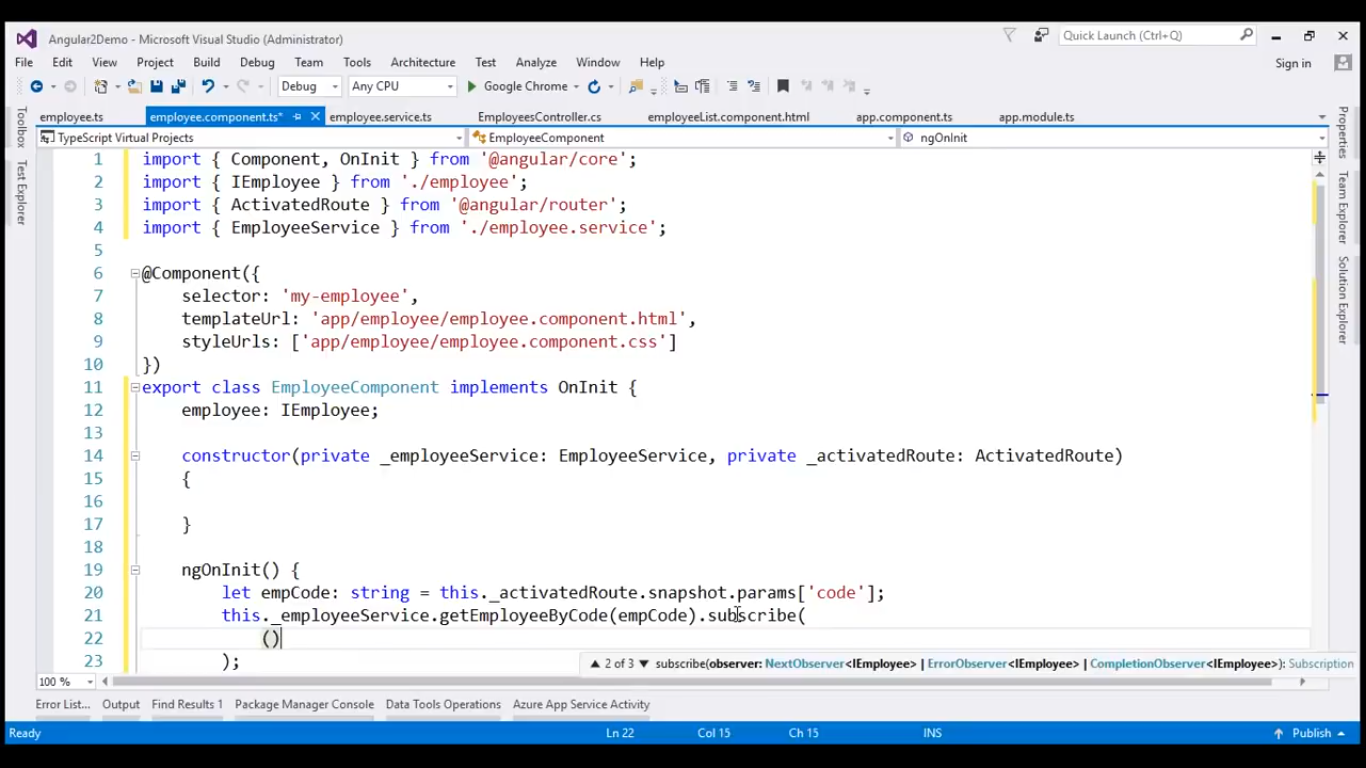 Angular2Demo - Microsoft Visual Studio (Administrator)
Quick Launch (Ctrl+Q)
File Edit View Project Build Debug Team Tools Architecture Test Analyze Window Help
Sign in
Debug Any CPU Google Chrome
employee.ts employee.component.ts* employee.service.ts EmployeesController.cs employeeList.component.html app.component.ts app.module.ts
TypeScript Virtual Projects EmployeeComponent ngOnInit
Toolbox
Test Explorer
Properties
Team Explorer
Solution Explorer
1 import { Component, OnInit } from '@angular/core';
2 import { IEmployee } from './employee';
3 import { ActivatedRoute } from '@angular/router';
4 import { EmployeeService } from './employee.service';
5
6 @Component({
7 selector: 'my-employee',
8 templateUrl: 'app/employee/employee.component.html',
9 styleUrls: ['app/employee/employee.component.css']
10 })
11 export class EmployeeComponent implements OnInit {
12 employee: IEmployee;
13
14 constructor(private _employeeService: EmployeeService, private _activatedRoute: ActivatedRoute)
15 {
16
17 }
18
19 ngOnInit() {
20 let empCode: string = this._activatedRoute.snapshot.params['code'];
21 this._employeeService.getEmployeeByCode(empCode).subscribe(
22 ()
23 );
▲ 2 of 3 ▼ subscribe(observer: NextObserver<IEmployee> | ErrorObserver<IEmployee> | CompletionObserver<IEmployee>): Subscription
100 %
Error List... Output Find Results 1 Package Manager Console Data Tools Operations Azure App Service Activity
Ready Ln 22 Col 15 Ch 15 INS Publish